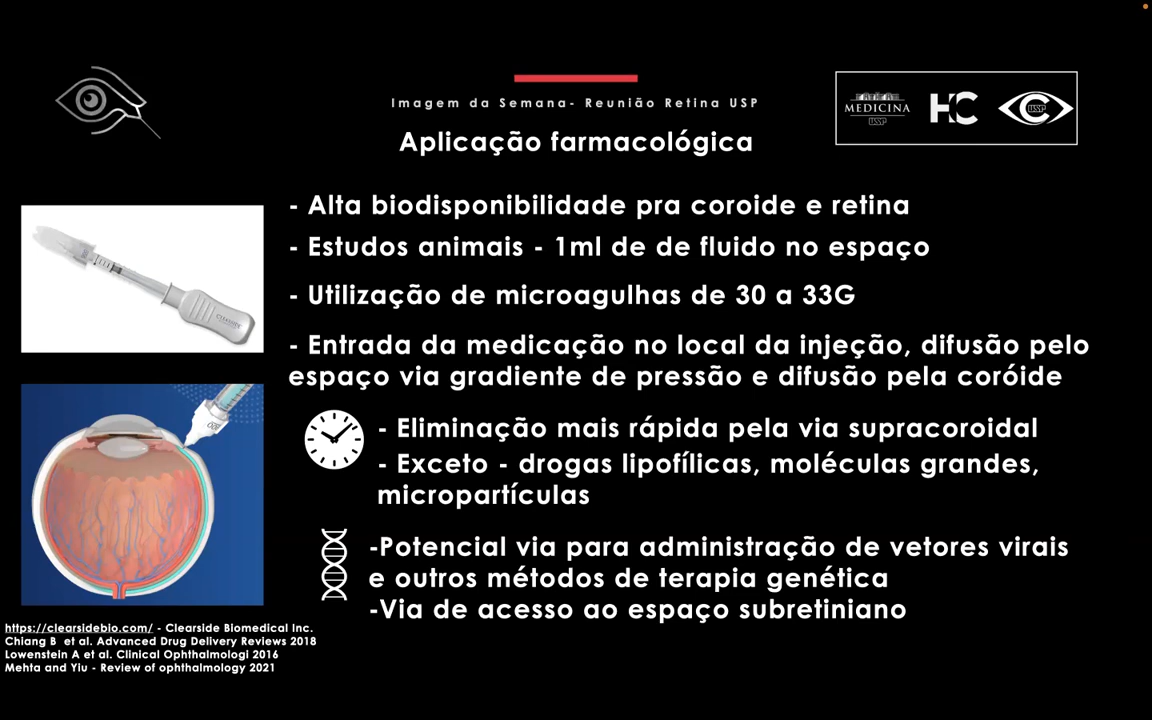 Imagem da Semana- Reunião Retina USP
MEDICINA
USP
HC
USP
Aplicação farmacológica
- Alta biodisponibilidade pra coroide e retina
- Estudos animais - 1ml de de fluido no espaço
- Utilização de microagulhas de 30 a 33G
- Entrada da medicação no local da injeção, difusão pelo
espaço via gradiente de pressão e difusão pela coróide
- Eliminação mais rápida pela via supracoroidal
- Exceto - drogas lipofílicas, moléculas grandes,
micropartículas
-Potencial via para administração de vetores virais
e outros métodos de terapia genética
-Via de acesso ao espaço subretiniano
CLEARSIDE
900
https://clearsidebio.com/ - Clearside Biomedical Inc.
Chiang B et al. Advanced Drug Delivery Reviews 2018
Lowenstein A et al. Clinical Ophthalmologi 2016
Mehta and Yiu - Review of ophthalmology 2021